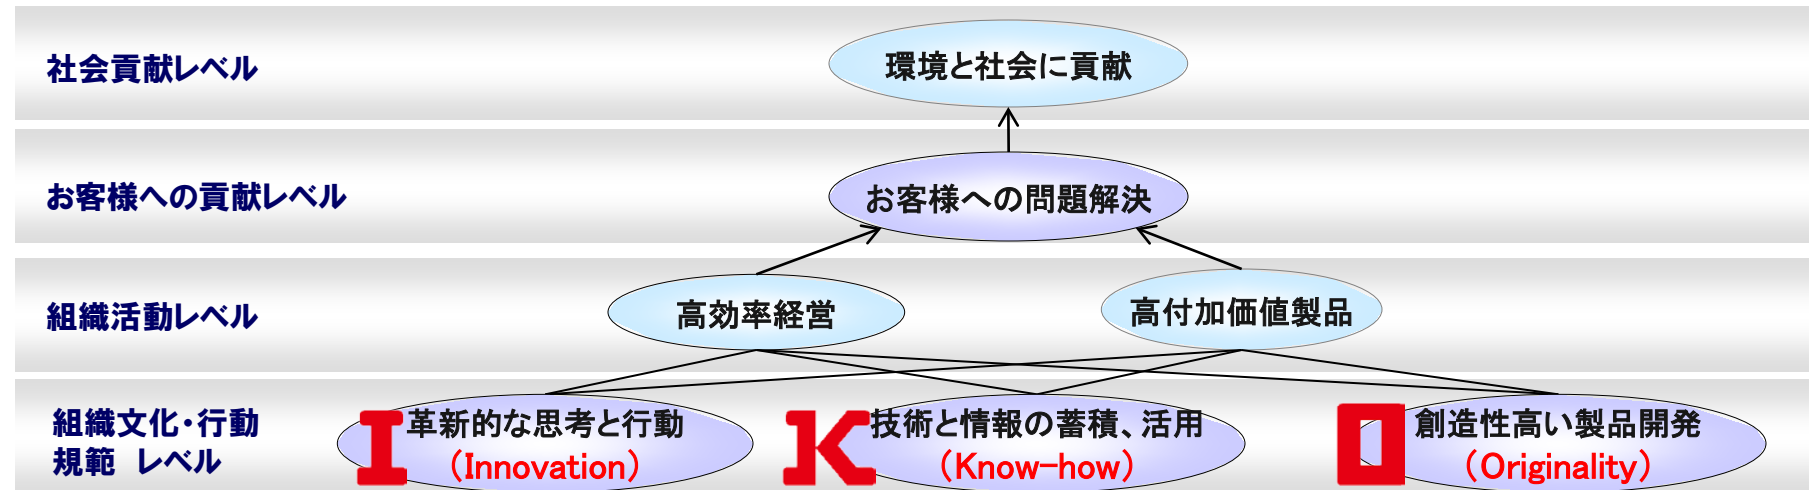 社会貢献レベル
環境と社会に貢献
お客様への貢献レベル
お客様への問題解決
組織活動レベル
高効率経営
高付加価値製品
組織文化・行動
規範 レベル
I 革新的な思考と行動
(Innovation)
K 技術と情報の蓄積、活用
(Know-how)
O 創造性高い製品開発
(Originality)